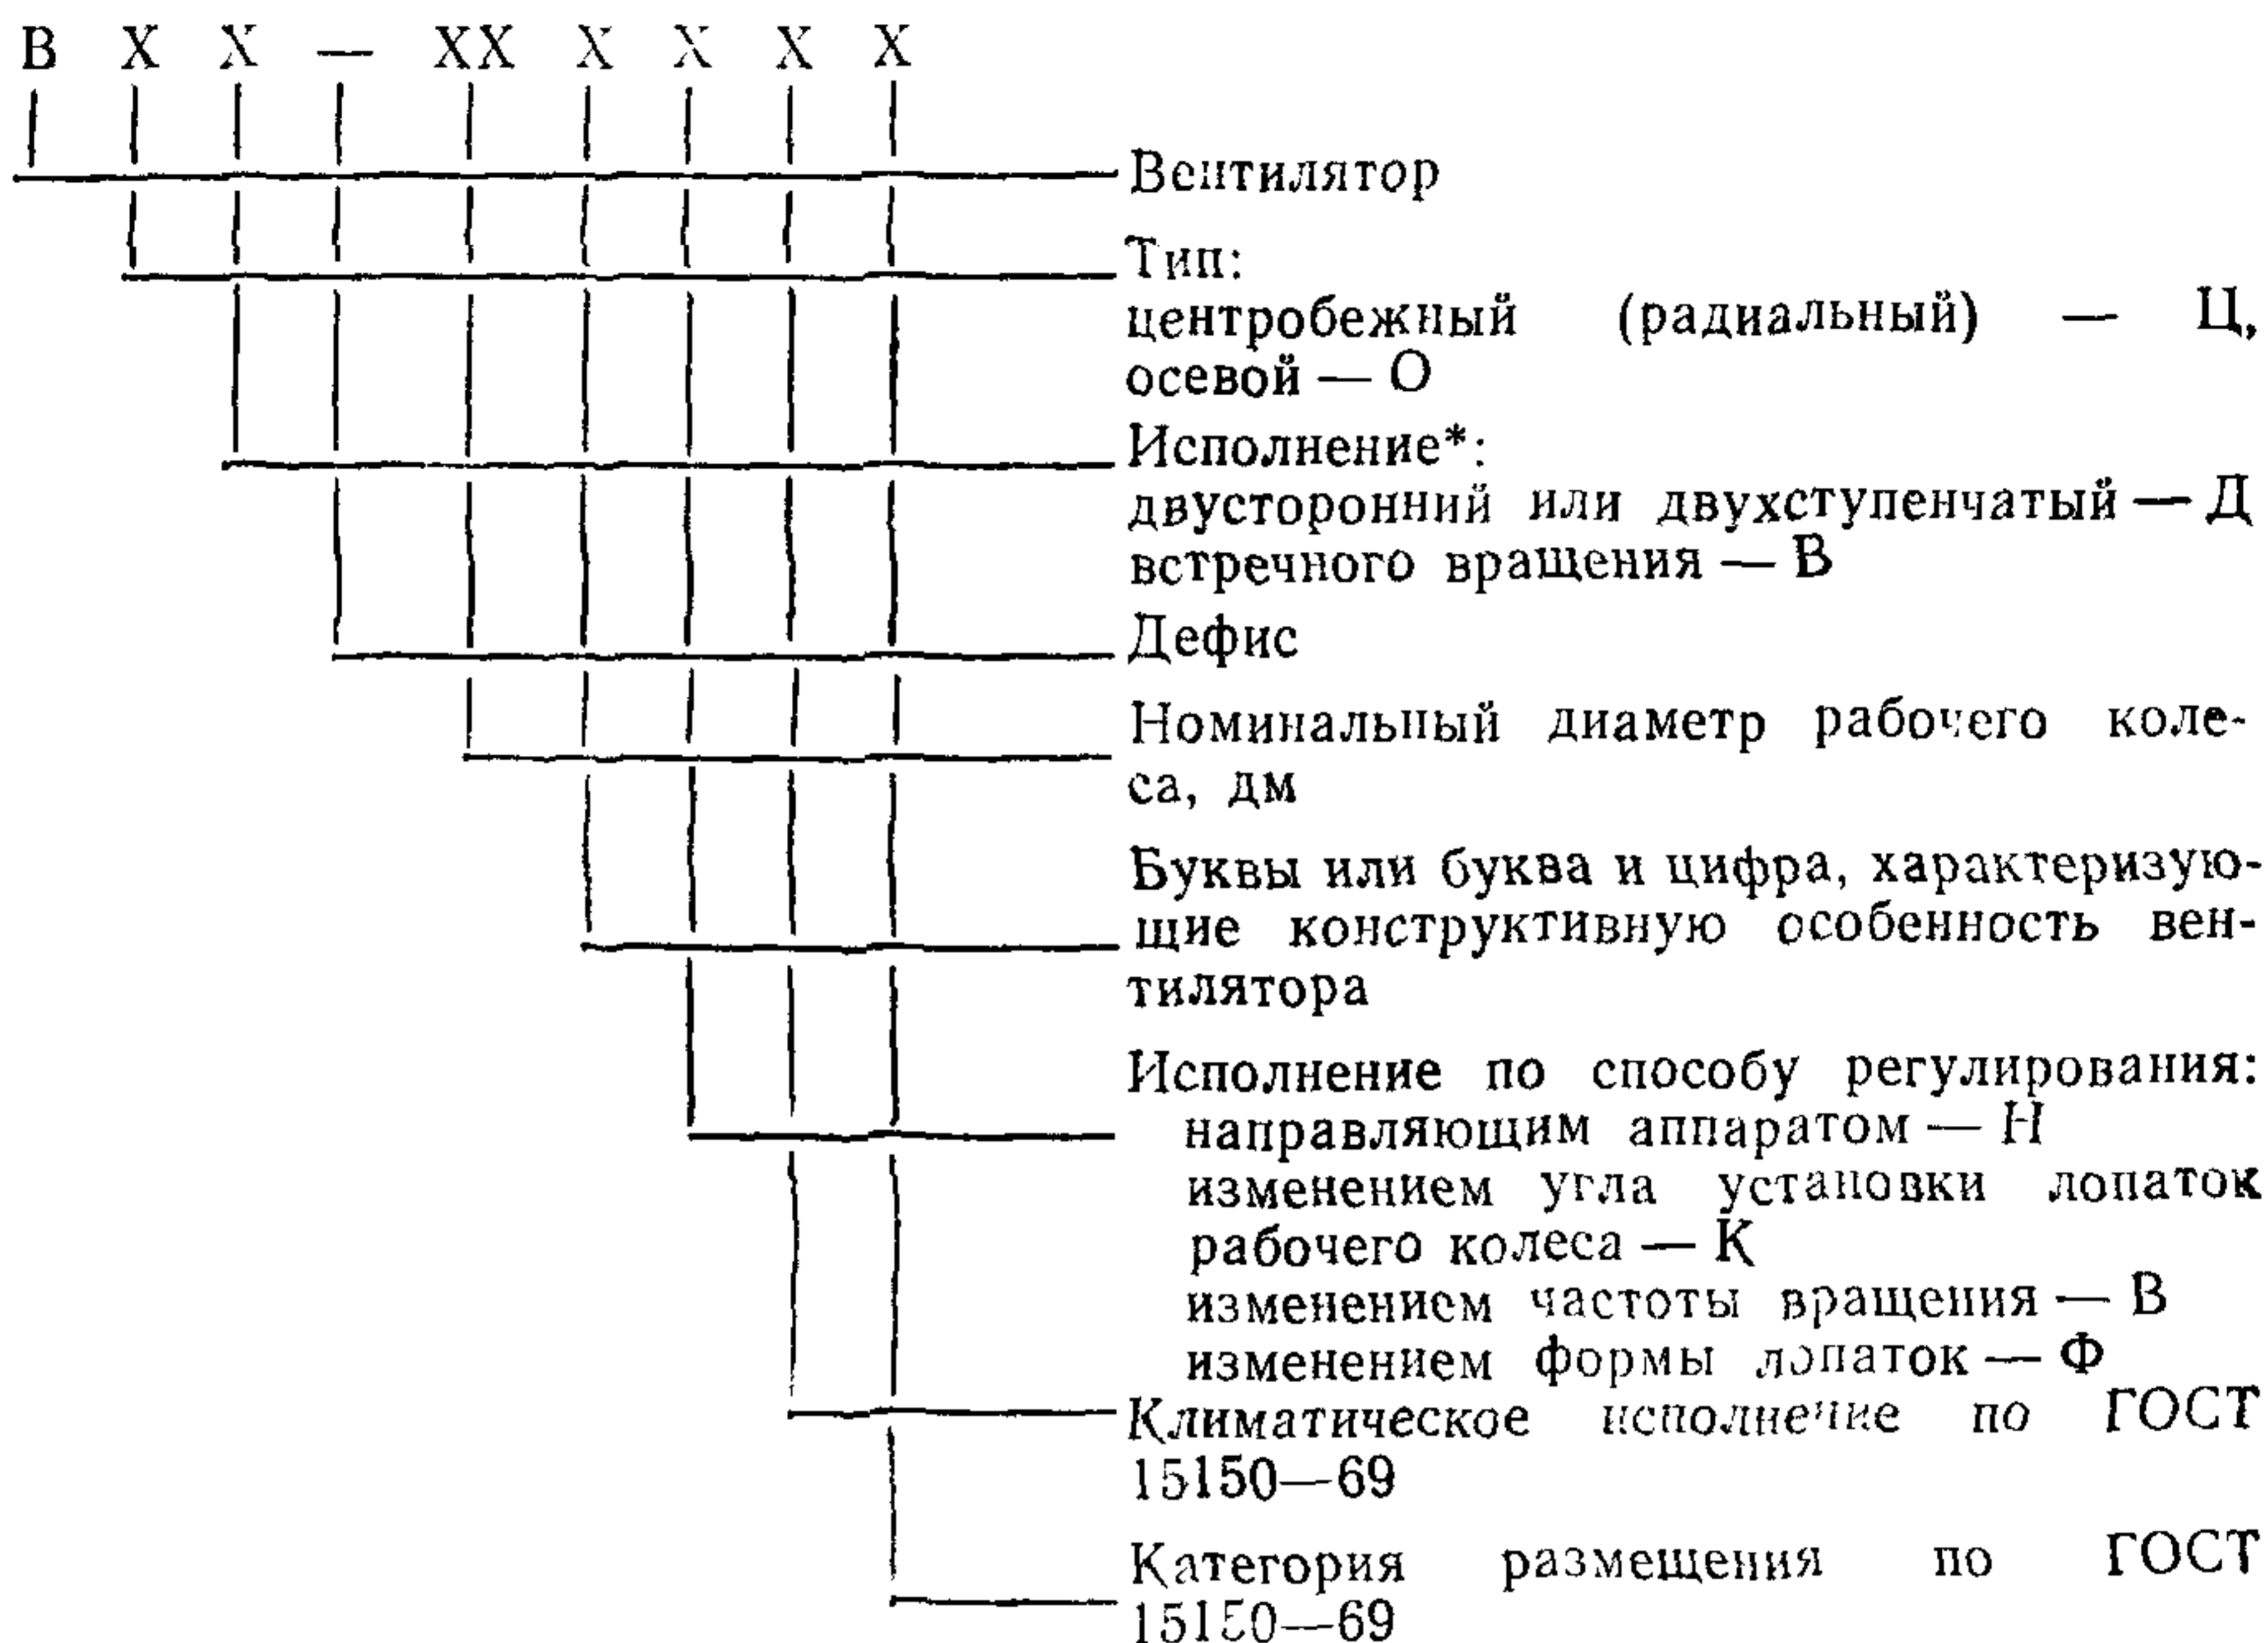 В Х Х — ХХ Х Х Х Х
Вентилятор
Тип:
центробежный (радиальный) — Ц,
осевой — О
Исполнение*:
двусторонний или двухступенчатый — Д
встречного вращения — В
Дефис
Номинальный диаметр рабочего коле-
са, дм
Буквы или буква и цифра, характеризую-
щие конструктивную особенность вен-
тилятора
Исполнение по способу регулирования:
направляющим аппаратом — Н
изменением угла установки лопаток
рабочего колеса — К
изменением частоты вращения — В
изменением формы лопаток — Ф
Климатическое исполнение по ГОСТ
15150—69
Категория размещения по ГОСТ
15150—69